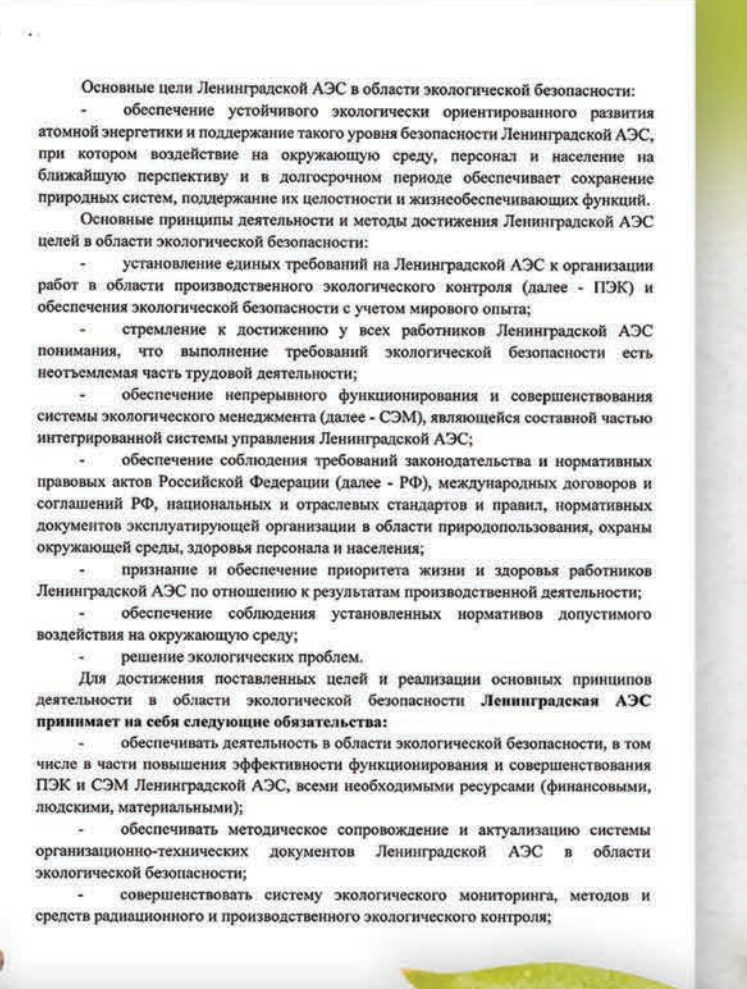 Основные цели Ленинградской АЭС в области экологической безопасности:
- обеспечение устойчивого экологически ориентированного развития
атомной энергетики и поддержание такого уровня безопасности Ленинградской АЭС,
при котором воздействие на окружающую среду, персонал и население на
ближайшую перспективу и в долгосрочном периоде обеспечивает сохранение
природных систем, поддержание их целостности и жизнеобеспечивающих функций.
Основные принципы деятельности и методы достижения Ленинградской АЭС
целей в области экологической безопасности:
- установление единых требований на Ленинградской АЭС к организации
работ в области производственного экологического контроля (далее - ПЭК) и
обеспечения экологической безопасности с учетом мирового опыта;
- стремление к достижению у всех работников Ленинградской АЭС
понимания, что выполнение требований экологической безопасности есть
неотъемлемая часть трудовой деятельности;
- обеспечение непрерывного функционирования и совершенствования
системы экологического менеджмента (далее - СЭМ), являющейся составной частью
интегрированной системы управления Ленинградской АЭС;
- обеспечение соблюдения требований законодательства и нормативных
правовых актов Российской Федерации (далее - РФ), международных договоров и
соглашений РФ, национальных и отраслевых стандартов и правил, нормативных
документов эксплуатирующей организации в области природопользования, охраны
окружающей среды, здоровья персонала и населения;
- признание и обеспечение приоритета жизни и здоровья работников
Ленинградской АЭС по отношению к результатам производственной деятельности;
- обеспечение соблюдения установленных нормативов допустимого
воздействия на окружающую среду;
- решение экологических проблем.
Для достижения поставленных целей и реализации основных принципов
деятельности в области экологической безопасности Ленинградская АЭС
принимает на себя следующие обязательства:
- обеспечивать деятельность в области экологической безопасности, в том
числе в части повышения эффективности функционирования и совершенствования
ПЭК и СЭМ Ленинградской АЭС, всеми необходимыми ресурсами (финансовыми,
людскими, материальными);
- обеспечивать методическое сопровождение и актуализацию системы
организационно-технических документов Ленинградской АЭС в области
экологической безопасности;
- совершенствовать систему экологического мониторинга, методов и
средств радиационного и производственного экологического контроля;